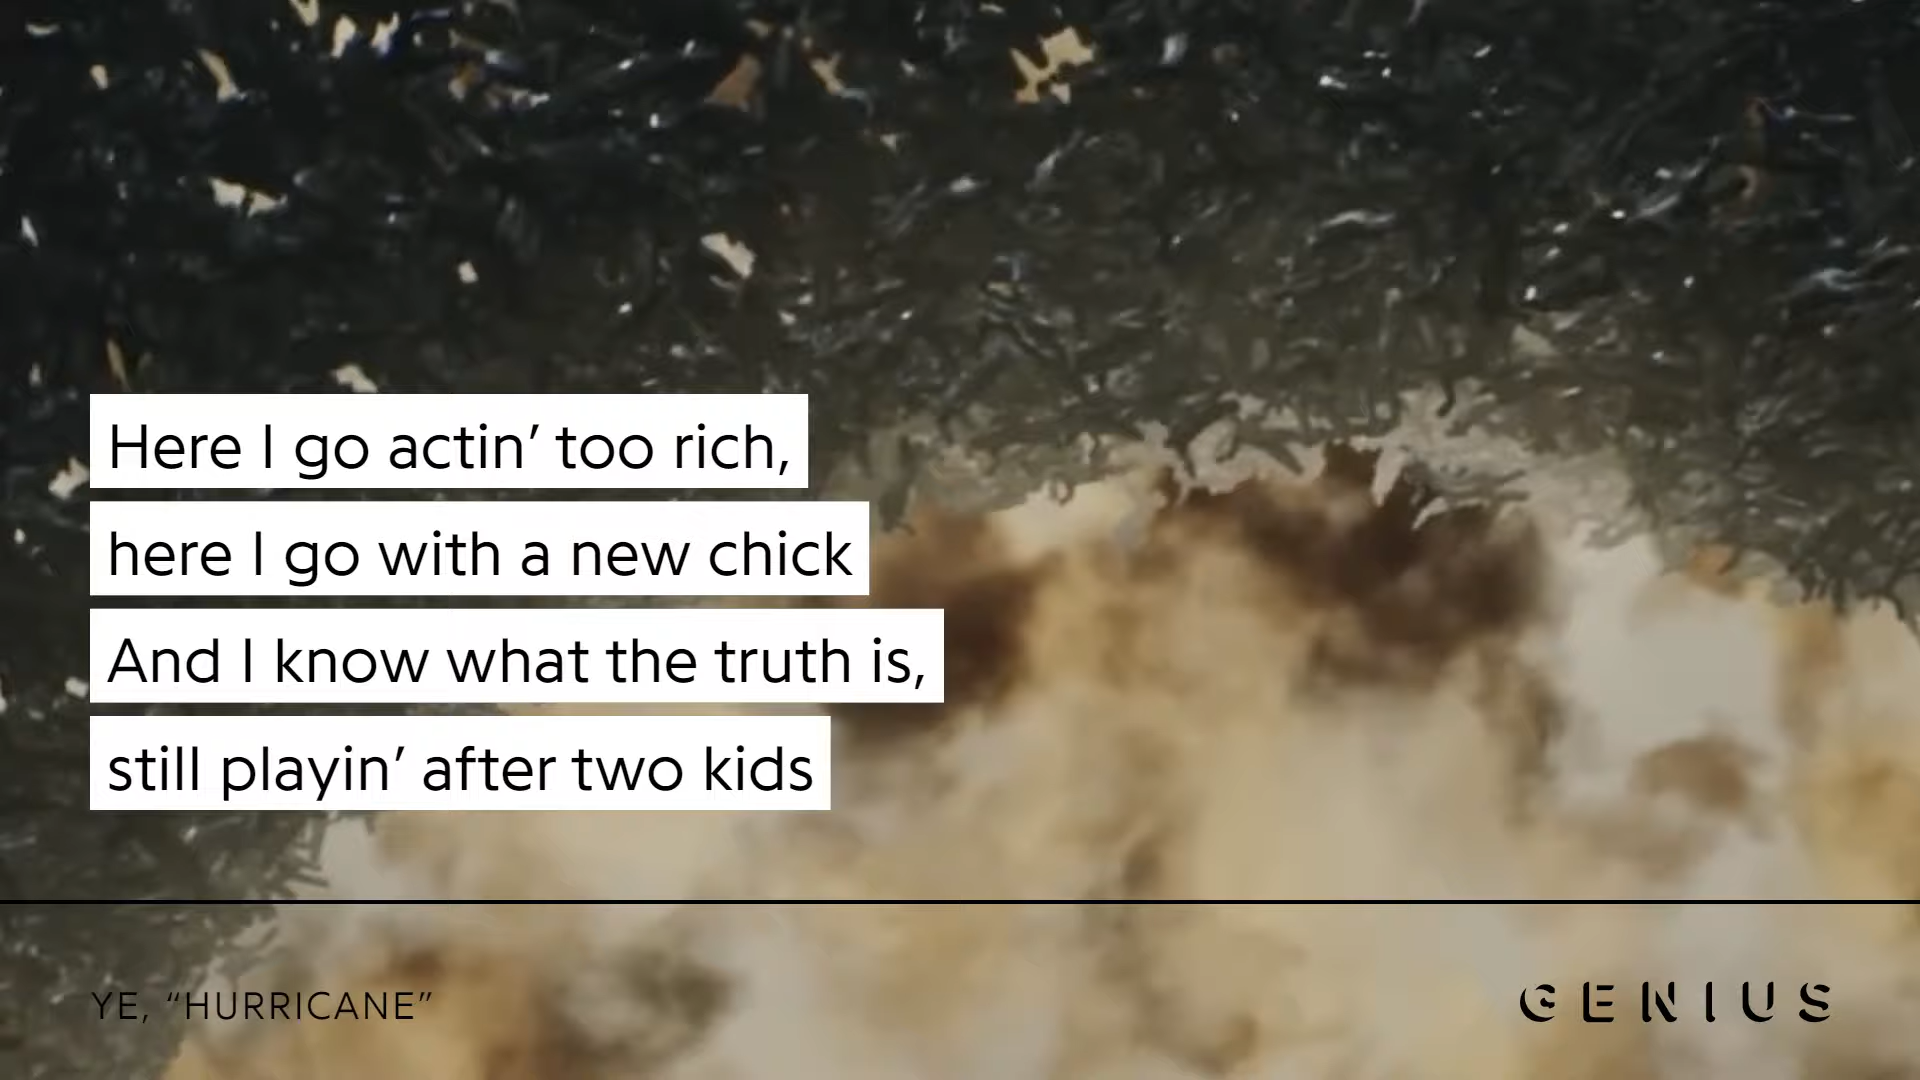 Here I go actin’ too rich,
here I go with a new chick
And I know what the truth is,
still playin’ after two kids
YE, “HURRICANE”
GENIUS